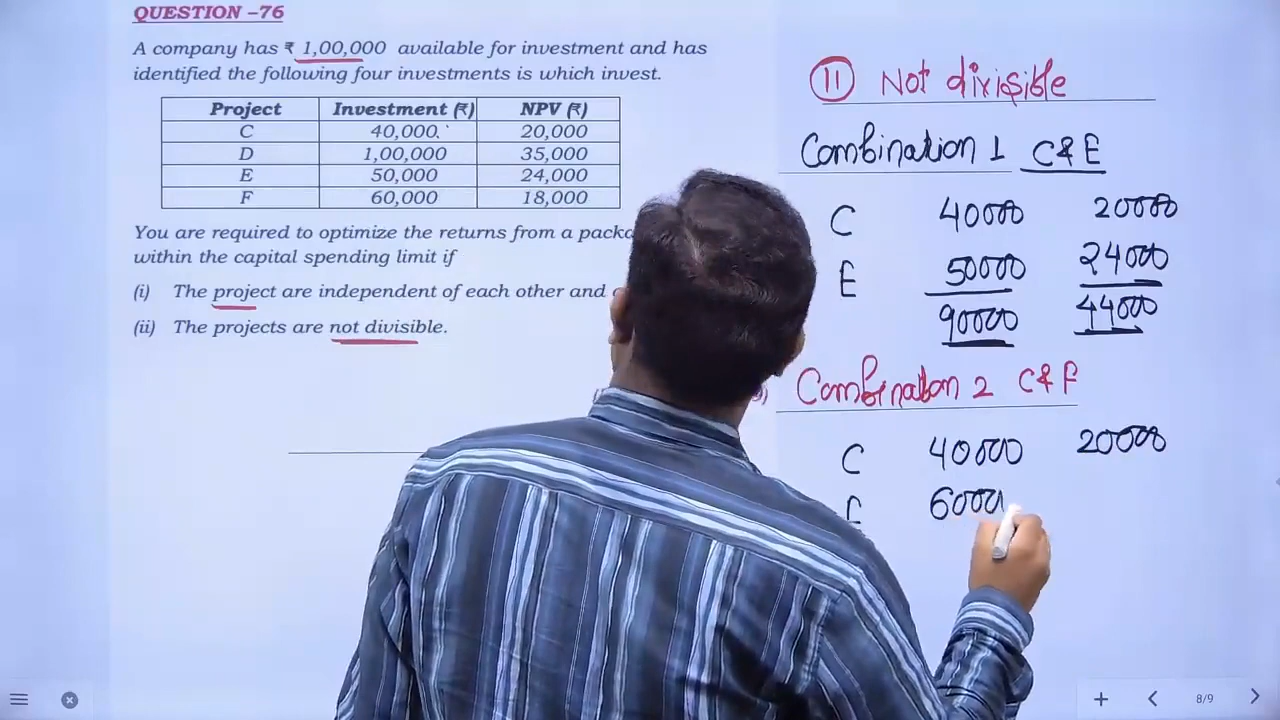 QUESTION –76
A company has ₹ 1,00,000 available for investment and has
identified the following four investments is which invest.
Project Investment (₹) NPV (₹)
C 40,000. 20,000
D 1,00,000 35,000
E 50,000 24,000
F 60,000 18,000
You are required to optimize the returns from a
within the capital spending limit if
(i) The project are independent of each other and
(ii) The projects are not divisible.
11 Not divisible
Combination 1 C & E
C 40000 20000
E 50000 24000
90000 44000
Combination 2 C & F
C 40000 20000
6000
8/9